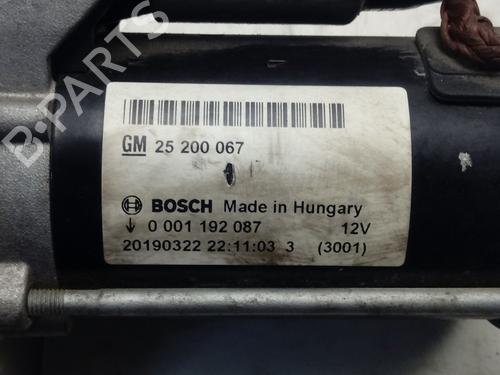 GM 25 200 067
BOSCH Made in Hungary
0 001 192 087 12V
20190322 22:11:03 3 (3001)
B-PARTS